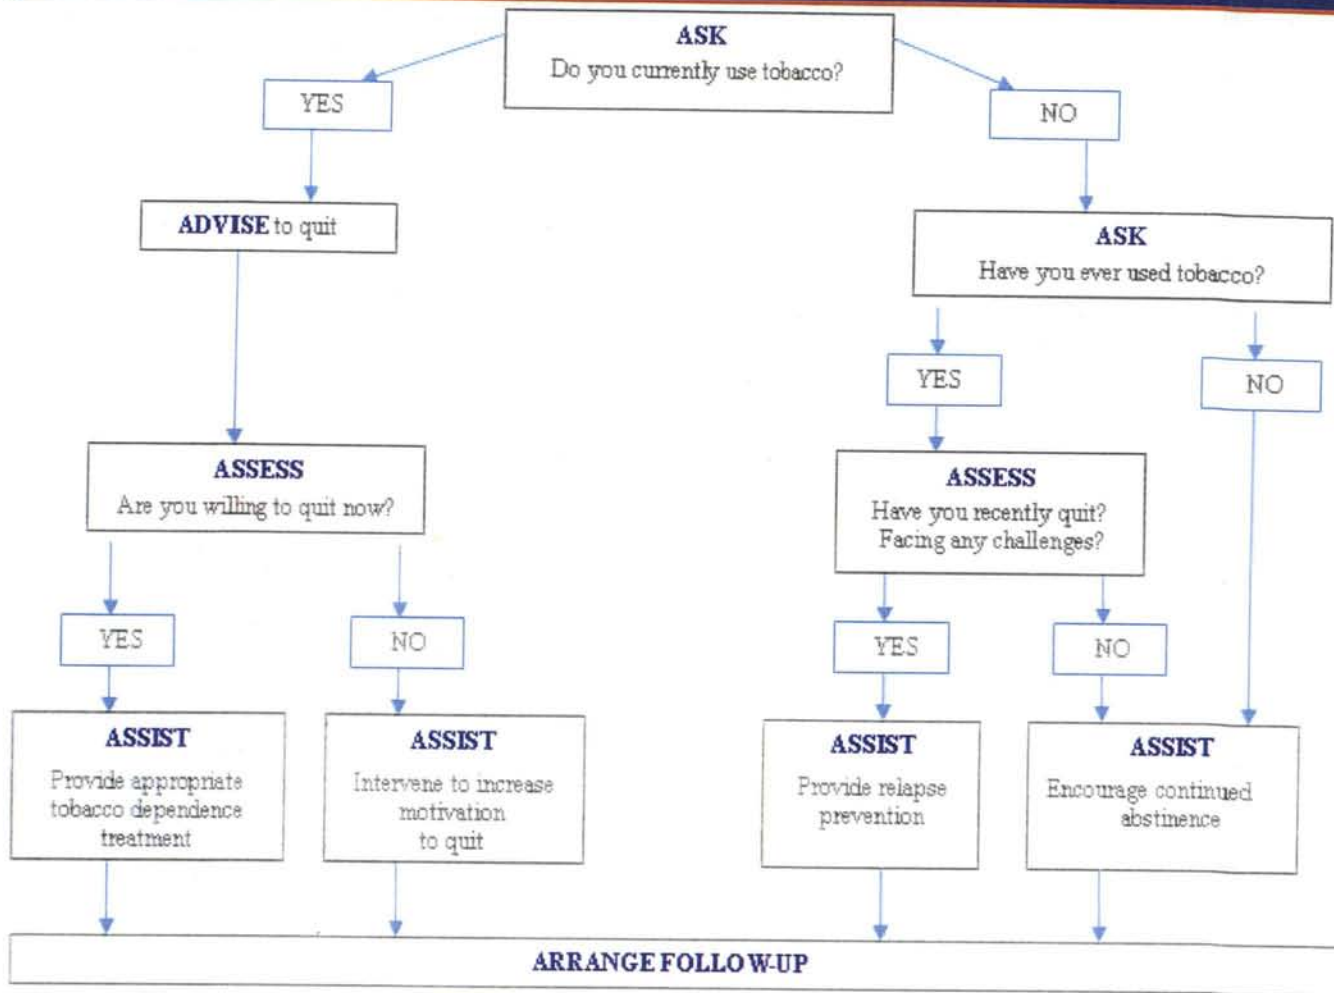 ASK
Do you currently use tobacco?
YES
NO
ADVISE to quit
ASK
Have you ever used tobacco?
YES
NO
ASSESS
Are you willing to quit now?
ASSESS
Have you recently quit?
Facing any challenges?
YES
NO
YES
NO
ASSIST
Provide appropriate
tobacco dependence
treatment
ASSIST
Intervene to increase
motivation
to quit
ASSIST
Provide relapse
prevention
ASSIST
Encourage continued
abstinence
ARRANGE FOLLOW-UP